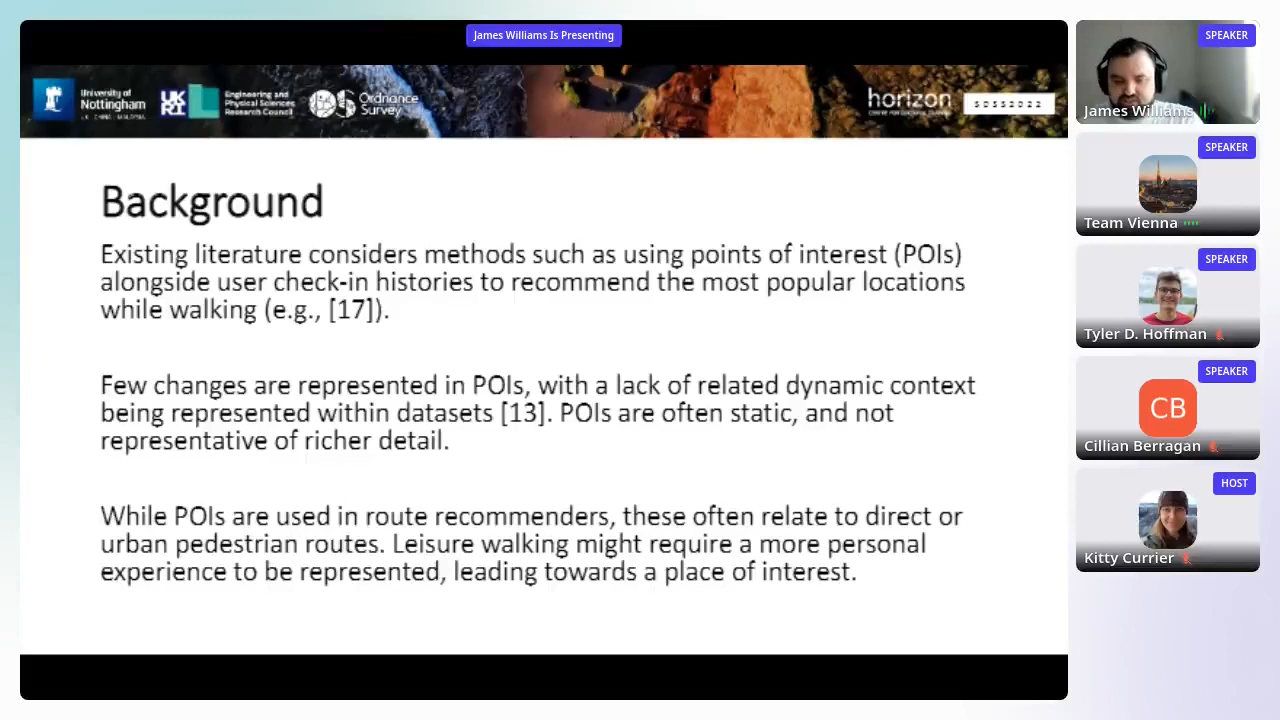 James Williams Is Presenting
University of
Nottingham
UK | CHINA | MALAYSIA
UKRI
Engineering and
Physical Sciences
Research Council
OS
Ordnance
Survey
horizon
CENTRE FOR DOCTORAL TRAINING
SDSS2022
Background
Existing literature considers methods such as using points of interest (POIs)
alongside user check-in histories to recommend the most popular locations
while walking (e.g., [17]).
Few changes are represented in POIs, with a lack of related dynamic context
being represented within datasets [13]. POIs are often static, and not
representative of richer detail.
While POIs are used in route recommenders, these often relate to direct or
urban pedestrian routes. Leisure walking might require a more personal
experience to be represented, leading towards a place of interest.
SPEAKER
James Williams
SPEAKER
Team Vienna
SPEAKER
Tyler D. Hoffman
SPEAKER
CB
Cillian Berragan
HOST
Kitty Currier